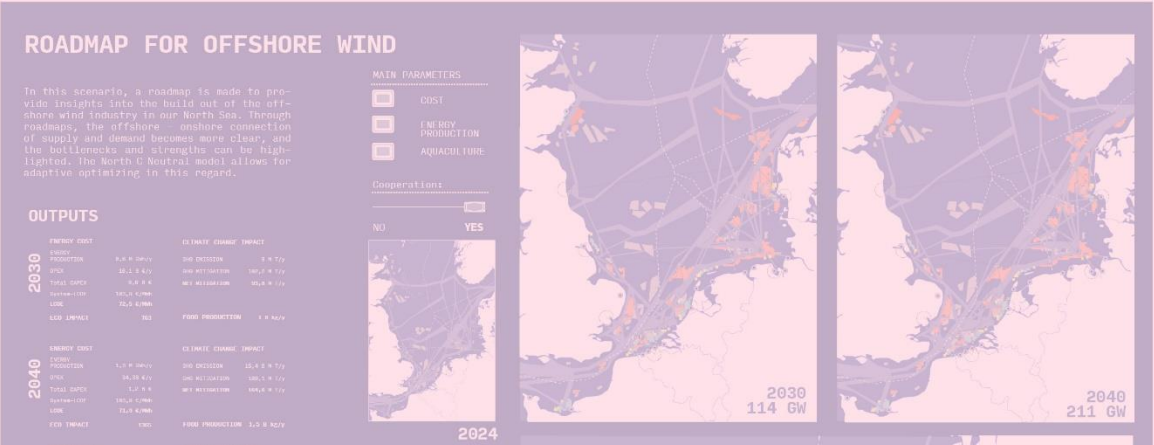 ROADMAP FOR OFFSHORE WIND
In this scenario, a roadmap is made to pro-
vide insights into the build out of the off-
shore wind industry in our North Sea. Through
roadmaps, the offshore - onshore connection
of supply and demand becomes more clear, and
the bottlenecks and strengths can be high-
lighted. The North C Neutral model allows for
adaptive optimizing in this regard.
MAIN PARAMETERS
COST
ENERGY
PRODUCTION
AQUACULTURE
Cooperation:
NO YES
OUTPUTS
2030
ENERGY COST
ENERGY
PRODUCTION
OPEX
Total CAPEX
System-LCOE
LCOE 72,5 €/MWh
ECO IMPACT
CLIMATE CHANGE IMPACT
GHG EMISSION
GHG MITIGATION
NET MITIGATION
FOOD PRODUCTION
2040
ENERGY COST
ENERGY
PRODUCTION
OPEX
Total CAPEX
System-LCOE
LCOE
ECO IMPACT
CLIMATE CHANGE IMPACT
GHG EMISSION
GHG MITIGATION
NET MITIGATION
FOOD PRODUCTION
2024
2030
114 GW
2040
211 GW